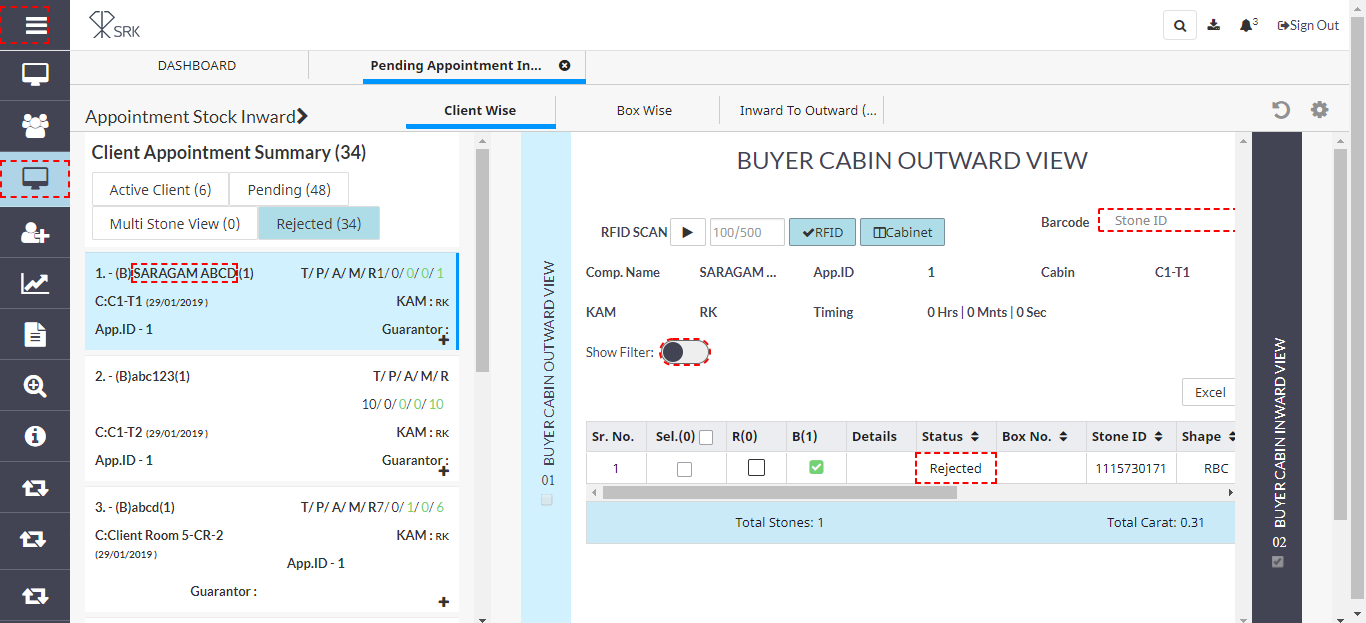 SRK
3
Sign Out
DASHBOARD
Pending Appointment In...
Appointment Stock Inward
Client Wise
Box Wise
Inward To Outward (...
Client Appointment Summary (34)
Active Client (6)
Pending (48)
Multi Stone View (0)
Rejected (34)
1. - (B)SARAGAM ABCD(1) T/ P/ A/ M/ R1/ 0/ 0/ 0/ 1
C:C1-T1 (29/01/2019 ) KAM : RK
App.ID - 1 Guarantor :
2. - (B)abc123(1) T/ P/ A/ M/ R
10/ 0/ 0/ 0/ 10
C:C1-T2 (29/01/2019 ) KAM : RK
App.ID - 1 Guarantor :
3. - (B)abcd(1) T/ P/ A/ M/ R7/ 0/ 1/ 0/ 6
C:Client Room 5-CR-2 KAM : RK
(29/01/2019 )
App.ID - 1
Guarantor :
BUYER CABIN OUTWARD VIEW
01
BUYER CABIN OUTWARD VIEW
Barcode Stone ID
RFID SCAN 100/500 RFID Cabinet
Comp. Name SARAGAM ... App.ID 1 Cabin C1-T1
KAM RK Timing 0 Hrs | 0 Mnts | 0 Sec
Show Filter:
Excel
Sr. No. Sel.(0) R(0) B(1) Details Status Box No. Stone ID Shape
1 Rejected 1115730171 RBC
Total Stones: 1 Total Carat: 0.31
BUYER CABIN INWARD VIEW
02